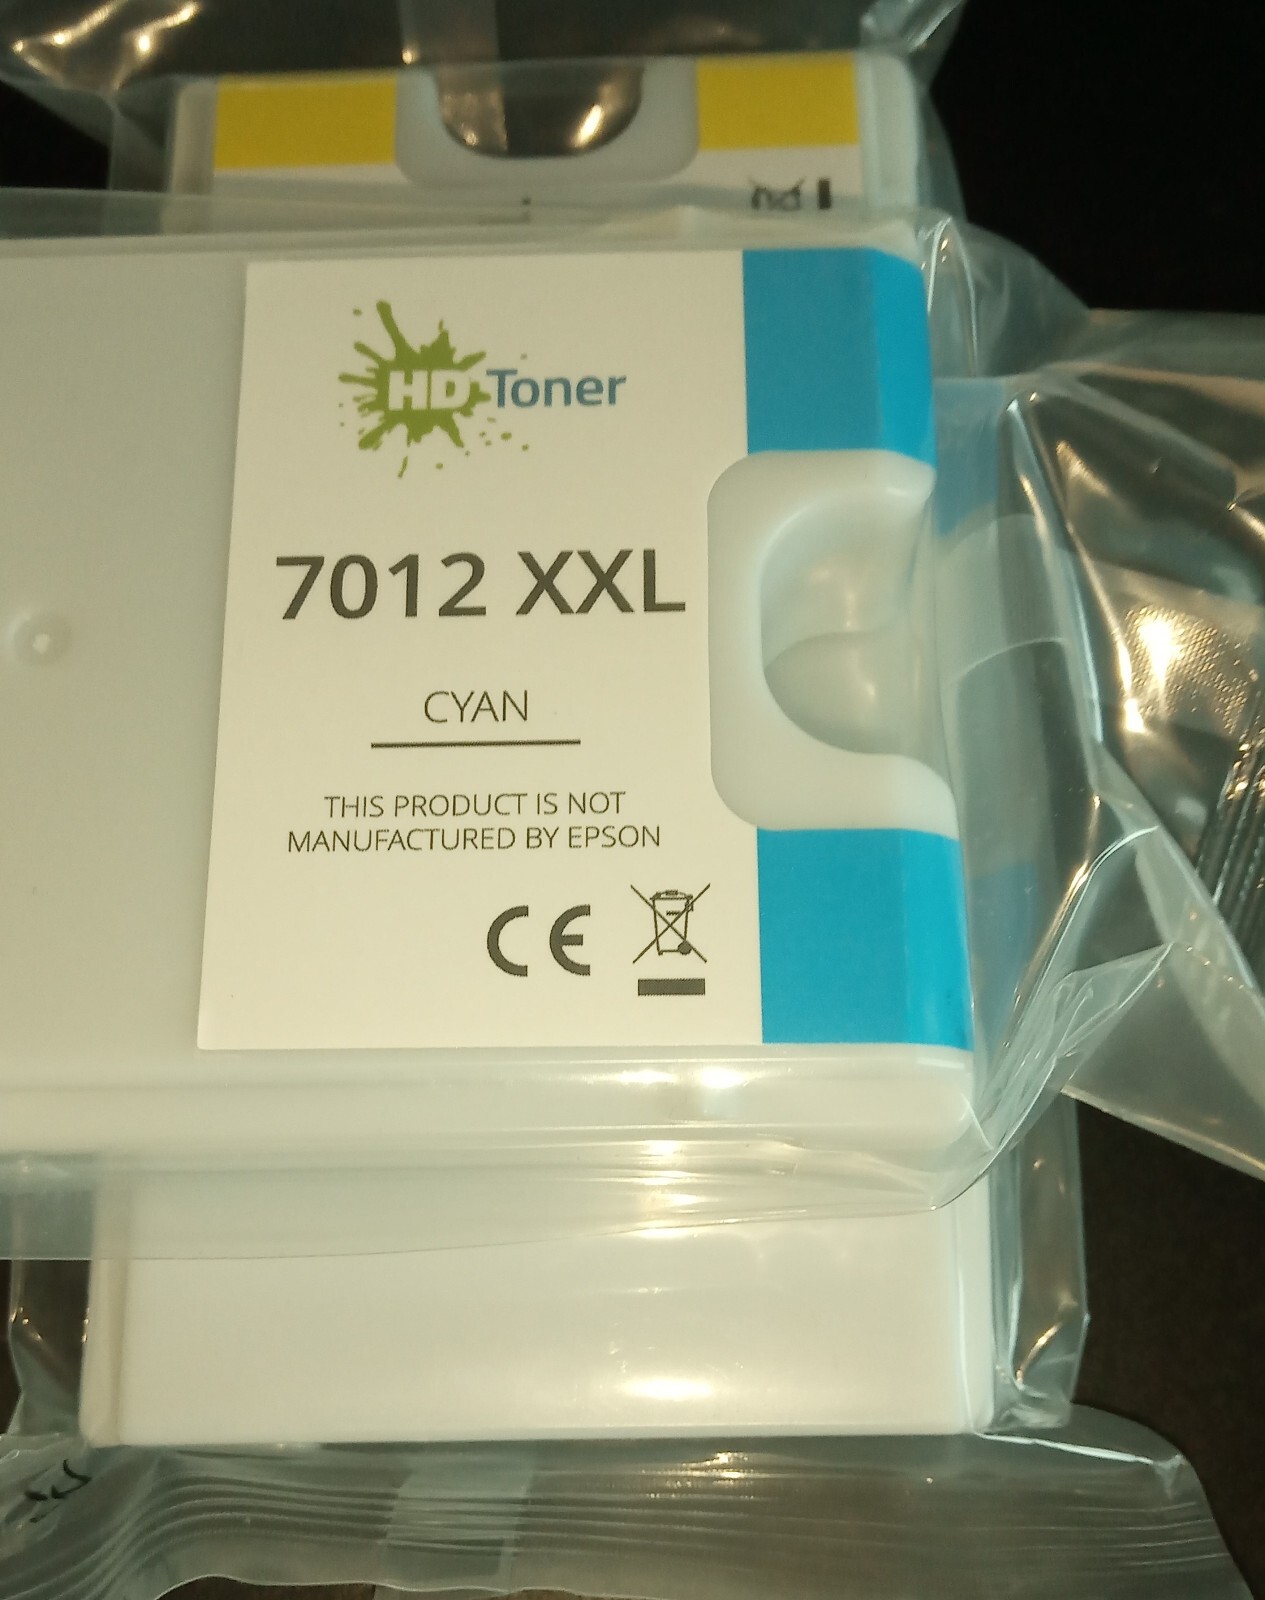 HD Toner
7012 XXL
CYAN
THIS PRODUCT IS NOT
MANUFACTURED BY EPSON
CE